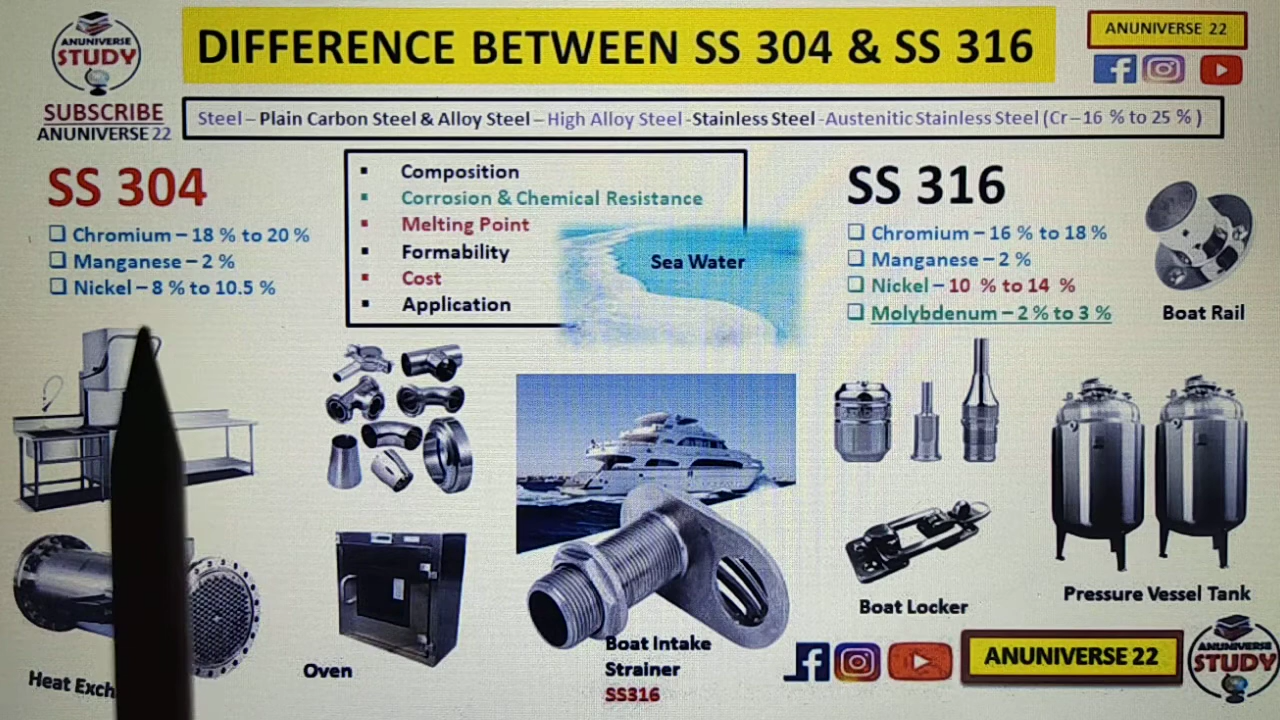 ANUNIVERSE
STUDY
SUBSCRIBE
ANUNIVERSE 22
DIFFERENCE BETWEEN SS 304 & SS 316
ANUNIVERSE 22
Steel – Plain Carbon Steel & Alloy Steel – High Alloy Steel -Stainless Steel -Austenitic Stainless Steel (Cr – 16 % to 25 % )
SS 304
❑ Chromium – 18 % to 20 %
❑ Manganese – 2 %
❑ Nickel – 8 % to 10.5 %
▪ Composition
▪ Corrosion & Chemical Resistance
▪ Melting Point
▪ Formability
▪ Cost
▪ Application
Sea Water
SS 316
❑ Chromium – 16 % to 18 %
❑ Manganese – 2 %
❑ Nickel – 10 % to 14 %
❑ Molybdenum – 2 % to 3 %
Boat Rail
Heat Exch
Oven
Boat Intake
Strainer
SS316
Boat Locker
Pressure Vessel Tank
ANUNIVERSE 22
ANUNIVERSE
STUDY